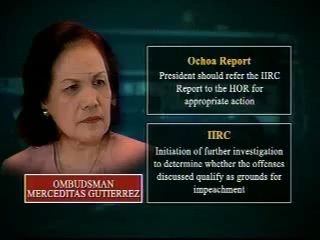 Ochoa Report
President should refer the IIRC
Report to the HOR for
appropriate action
IIRC
Initiation of further investigation
to determine whether the offenses
discussed qualify as grounds for
impeachment
OMBUDSMAN
MERCEDITAS GUTIERREZ